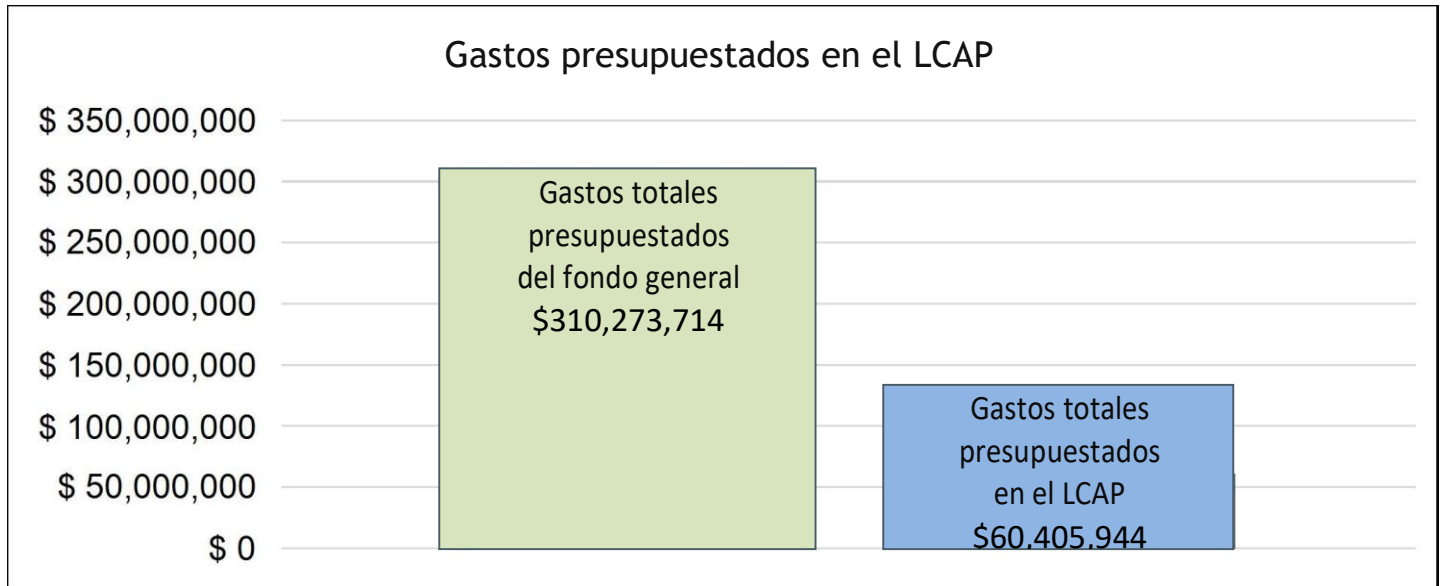 Gastos presupuestados en el LCAP
$ 350,000,000
$ 300,000,000
$ 250,000,000
$ 200,000,000
$ 150,000,000
$ 100,000,000
$ 50,000,000
$ 0
Gastos totales
presupuestados
del fondo general
$310,273,714
Gastos totales
presupuestados
en el LCAP
$60,405,944